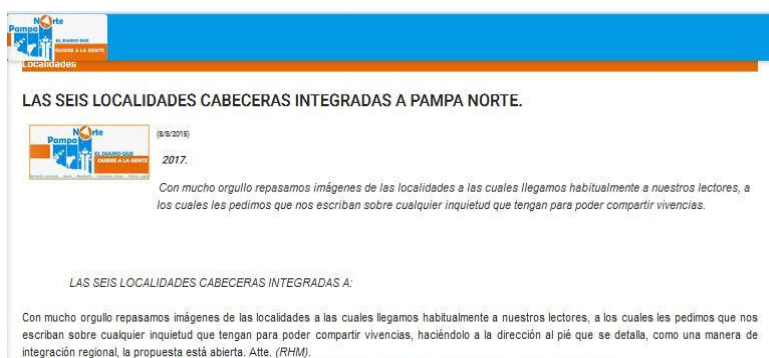 Pampa Norte
EL DIARIO QUE
QUIERE A LA GENTE
Localidades
LAS SEIS LOCALIDADES CABECERAS INTEGRADAS A PAMPA NORTE.
Pampa Norte
EL DIARIO QUE
QUIERE A LA GENTE
(8/8/2015)
2017.
Con mucho orgullo repasamos imágenes de las localidades a las cuales llegamos habitualmente a nuestros lectores, a
los cuales les pedimos que nos escriban sobre cualquier inquietud que tengan para poder compartir vivencias.
LAS SEIS LOCALIDADES CABECERAS INTEGRADAS A:
Con mucho orgullo repasamos imágenes de las localidades a las cuales llegamos habitualmente a nuestros lectores, a los cuales les pedimos que nos
escriban sobre cualquier inquietud que tengan para poder compartir vivencias, haciéndolo a la dirección al pié que se detalla, como una manera de
integración regional, la propuesta está abierta. Atte. (RHM).